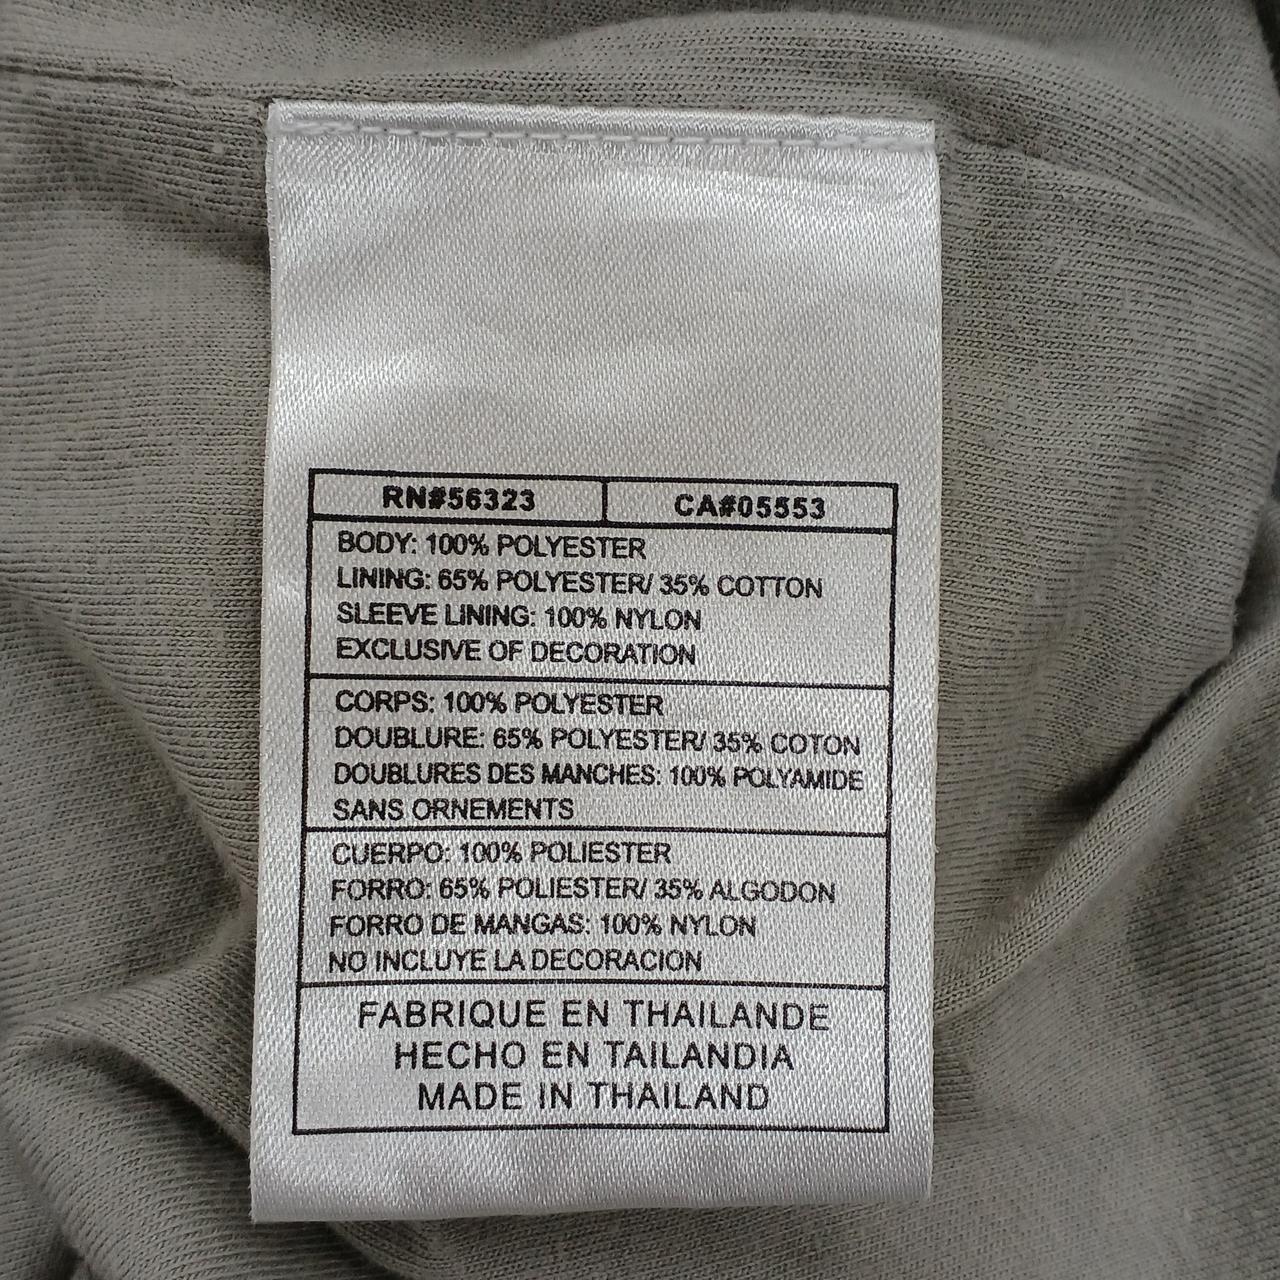 RN#56323 CA#05553
BODY: 100% POLYESTER
LINING: 65% POLYESTER/ 35% COTTON
SLEEVE LINING: 100% NYLON
EXCLUSIVE OF DECORATION
CORPS: 100% POLYESTER
DOUBLURE: 65% POLYESTER/ 35% COTON
DOUBLURES DES MANCHES: 100% POLYAMIDE
SANS ORNEMENTS
CUERPO: 100% POLIESTER
FORRO: 65% POLIESTER/ 35% ALGODON
FORRO DE MANGAS: 100% NYLON
NO INCLUYE LA DECORACION
FABRIQUE EN THAILANDE
HECHO EN TAILANDIA
MADE IN THAILAND